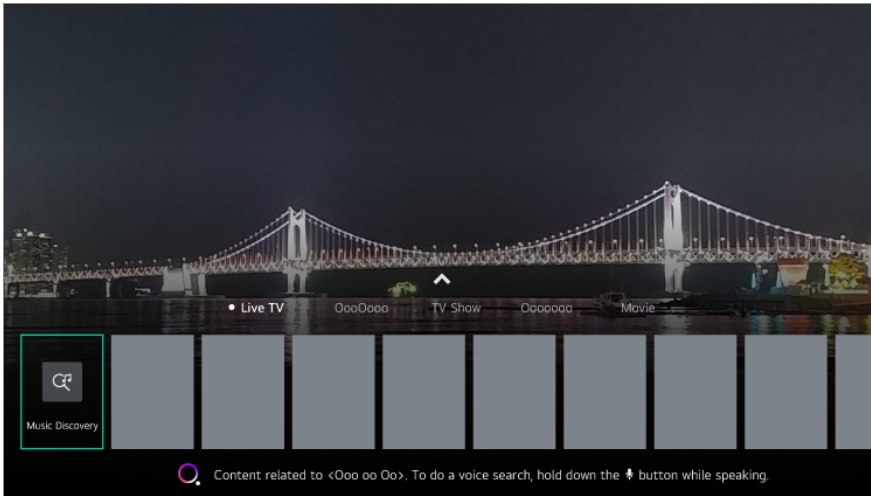 Live TV OooOooo TV Show Ooooooo Movie
Music Discovery
Content related to <Ooo oo Oo>. To do a voice search, hold down the button while speaking.